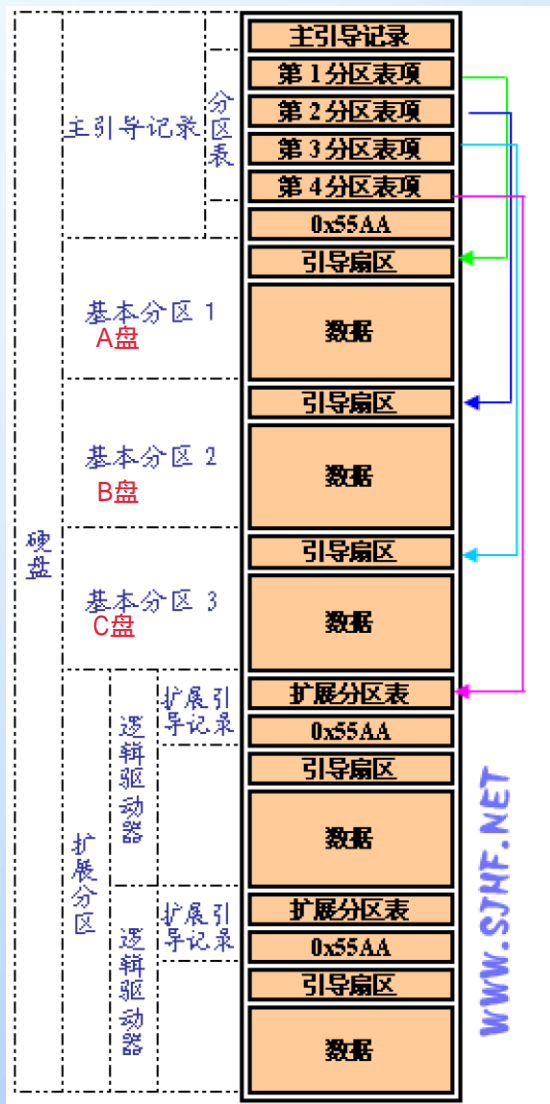 主引导记录
第 1 分区表项
第 2 分区表项
第 3 分区表项
第 4 分区表项
0x55AA
主引导记录
分区表
引导扇区
数据
基本分区 1
A盘
引导扇区
数据
基本分区 2
B盘
引导扇区
数据
基本分区 3
C盘
硬盘
扩展分区
逻辑驱动器
扩展引
导记录
扩展分区表
0x55AA
引导扇区
数据
逻辑驱动器
扩展引
导记录
扩展分区表
0x55AA
引导扇区
数据
WWW.SJHF.NET